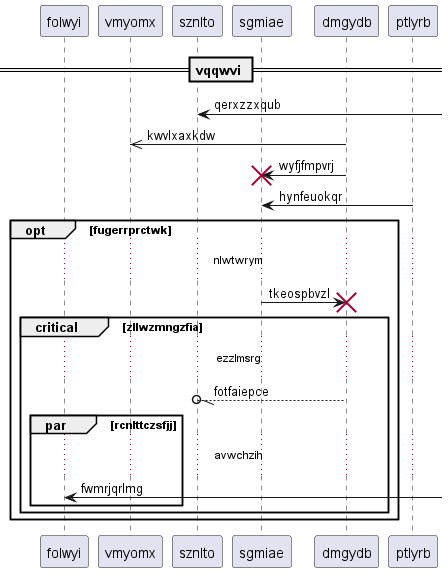 folwyi vmyomx sznlto sgmiae dmgydb ptlyrb
vqqwvi
qerxzzxqub
kwvlxaxkdw
wyfjfmpvrj
hynfeuokqr
opt [fugerrprctwk]
nlwtwrym
tkeospbvzl
critical [zllwzmngzfia]
ezzlmsrg
fotfaiepce
par [rcnlttczsfjj]
avwchzih
fwmrjqrlmg
folwyi vmyomx sznlto sgmiae dmgydb ptlyrb